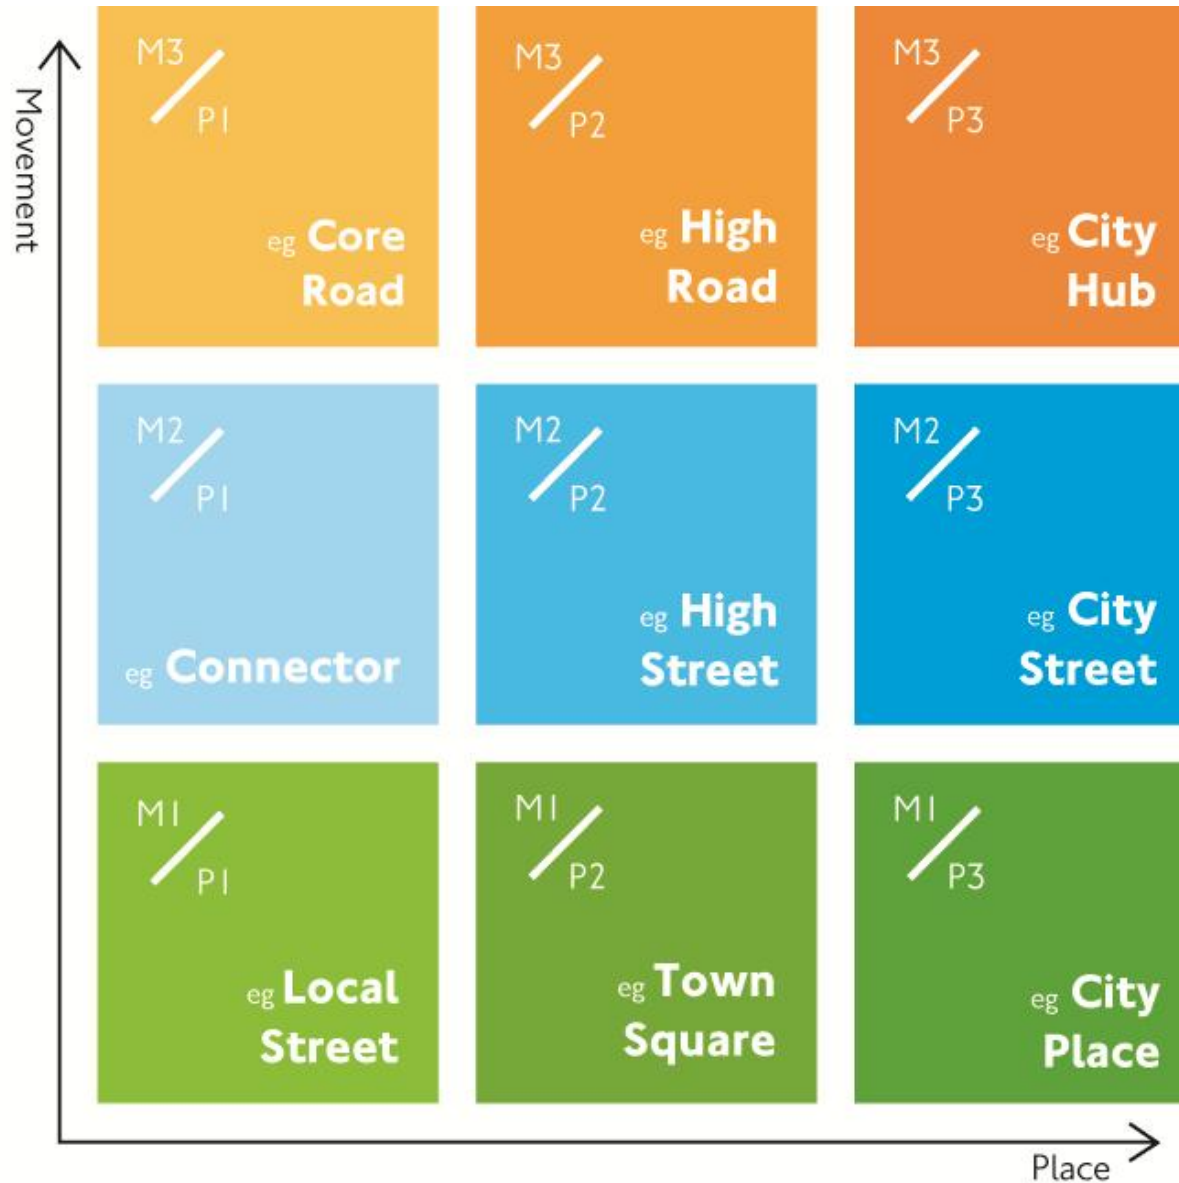 Movement
M3
P1
eg Core
Road
M3
P2
eg High
Road
M3
P3
eg City
Hub
M2
P1
eg Connector
M2
P2
eg High
Street
M2
P3
eg City
Street
M1
P1
eg Local
Street
M1
P2
eg Town
Square
M1
P3
eg City
Place
Place